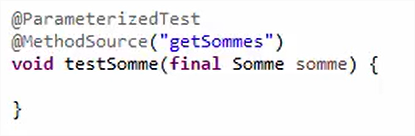 @ParameterizedTest
@MethodSource("getSommes")
void testSomme(final Somme somme) {
}